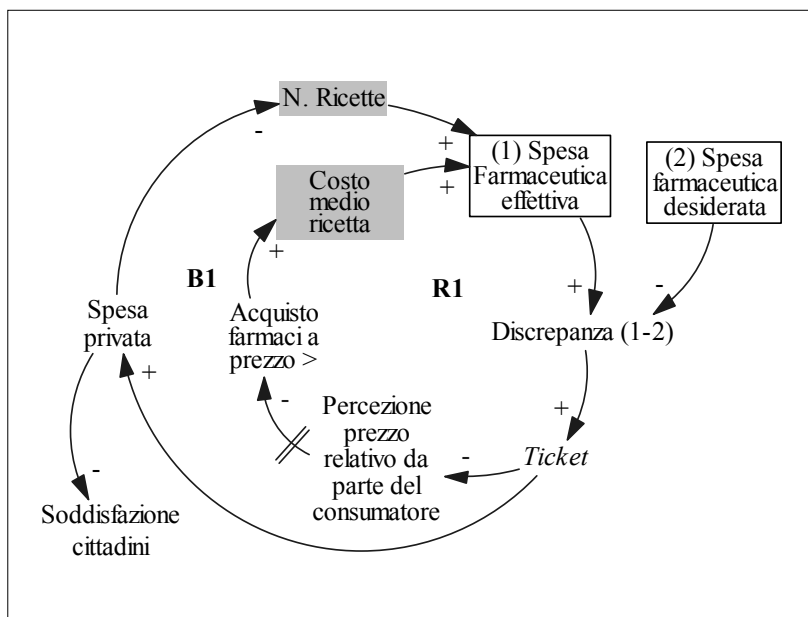 N. Ricette
-
+
(1) Spesa
Farmaceutica
effettiva
(2) Spesa
farmaceutica
desiderata
Costo
medio
ricetta
+
+
B1
R1
Spesa
privata
Acquisto
farmaci a
prezzo >
+
-
Discrepanza (1-2)
+
-
+
Percezione
prezzo
relativo da
parte del
consumatore
-
Ticket
-
Soddisfazione
cittadini